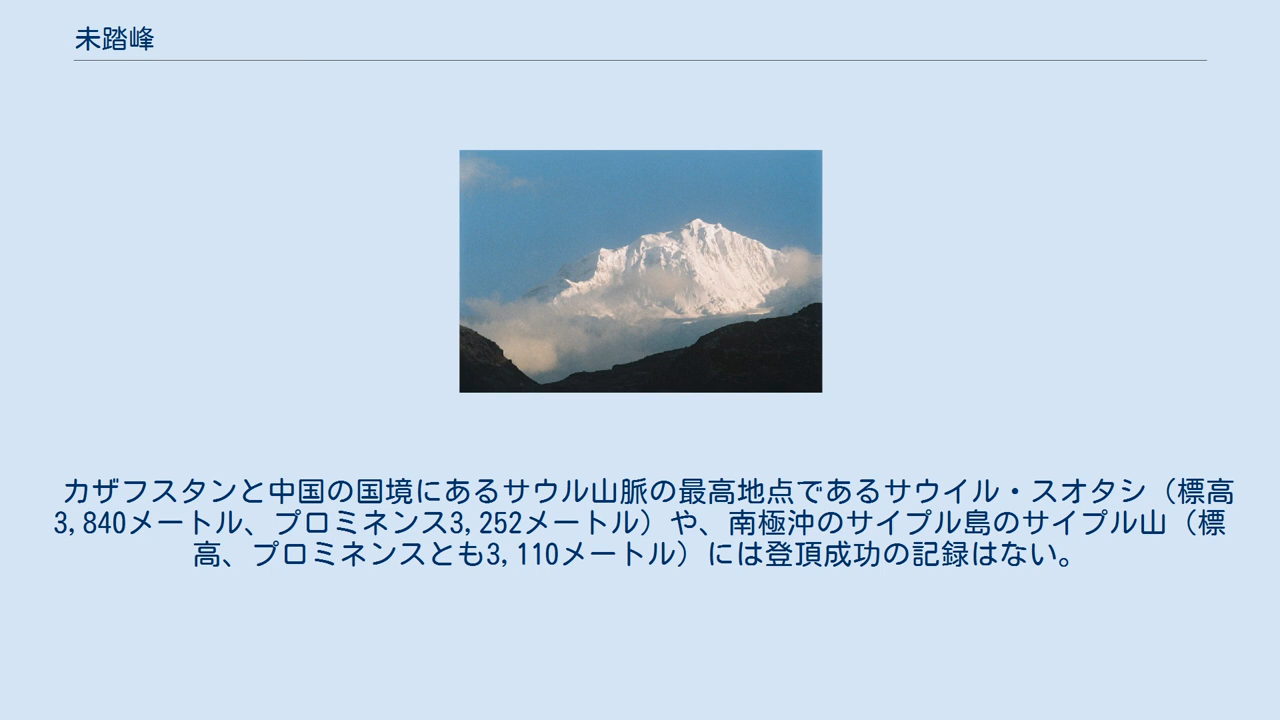 未踏峰
カザフスタンと中国の国境にあるサウル山脈の最高地点であるサウイル・スオタシ（標高
3,840メートル、プロミネンス3,252メートル）や、南極沖のサイプル島のサイプル山（標
高、プロミネンスとも3,110メートル）には登頂成功の記録はない。